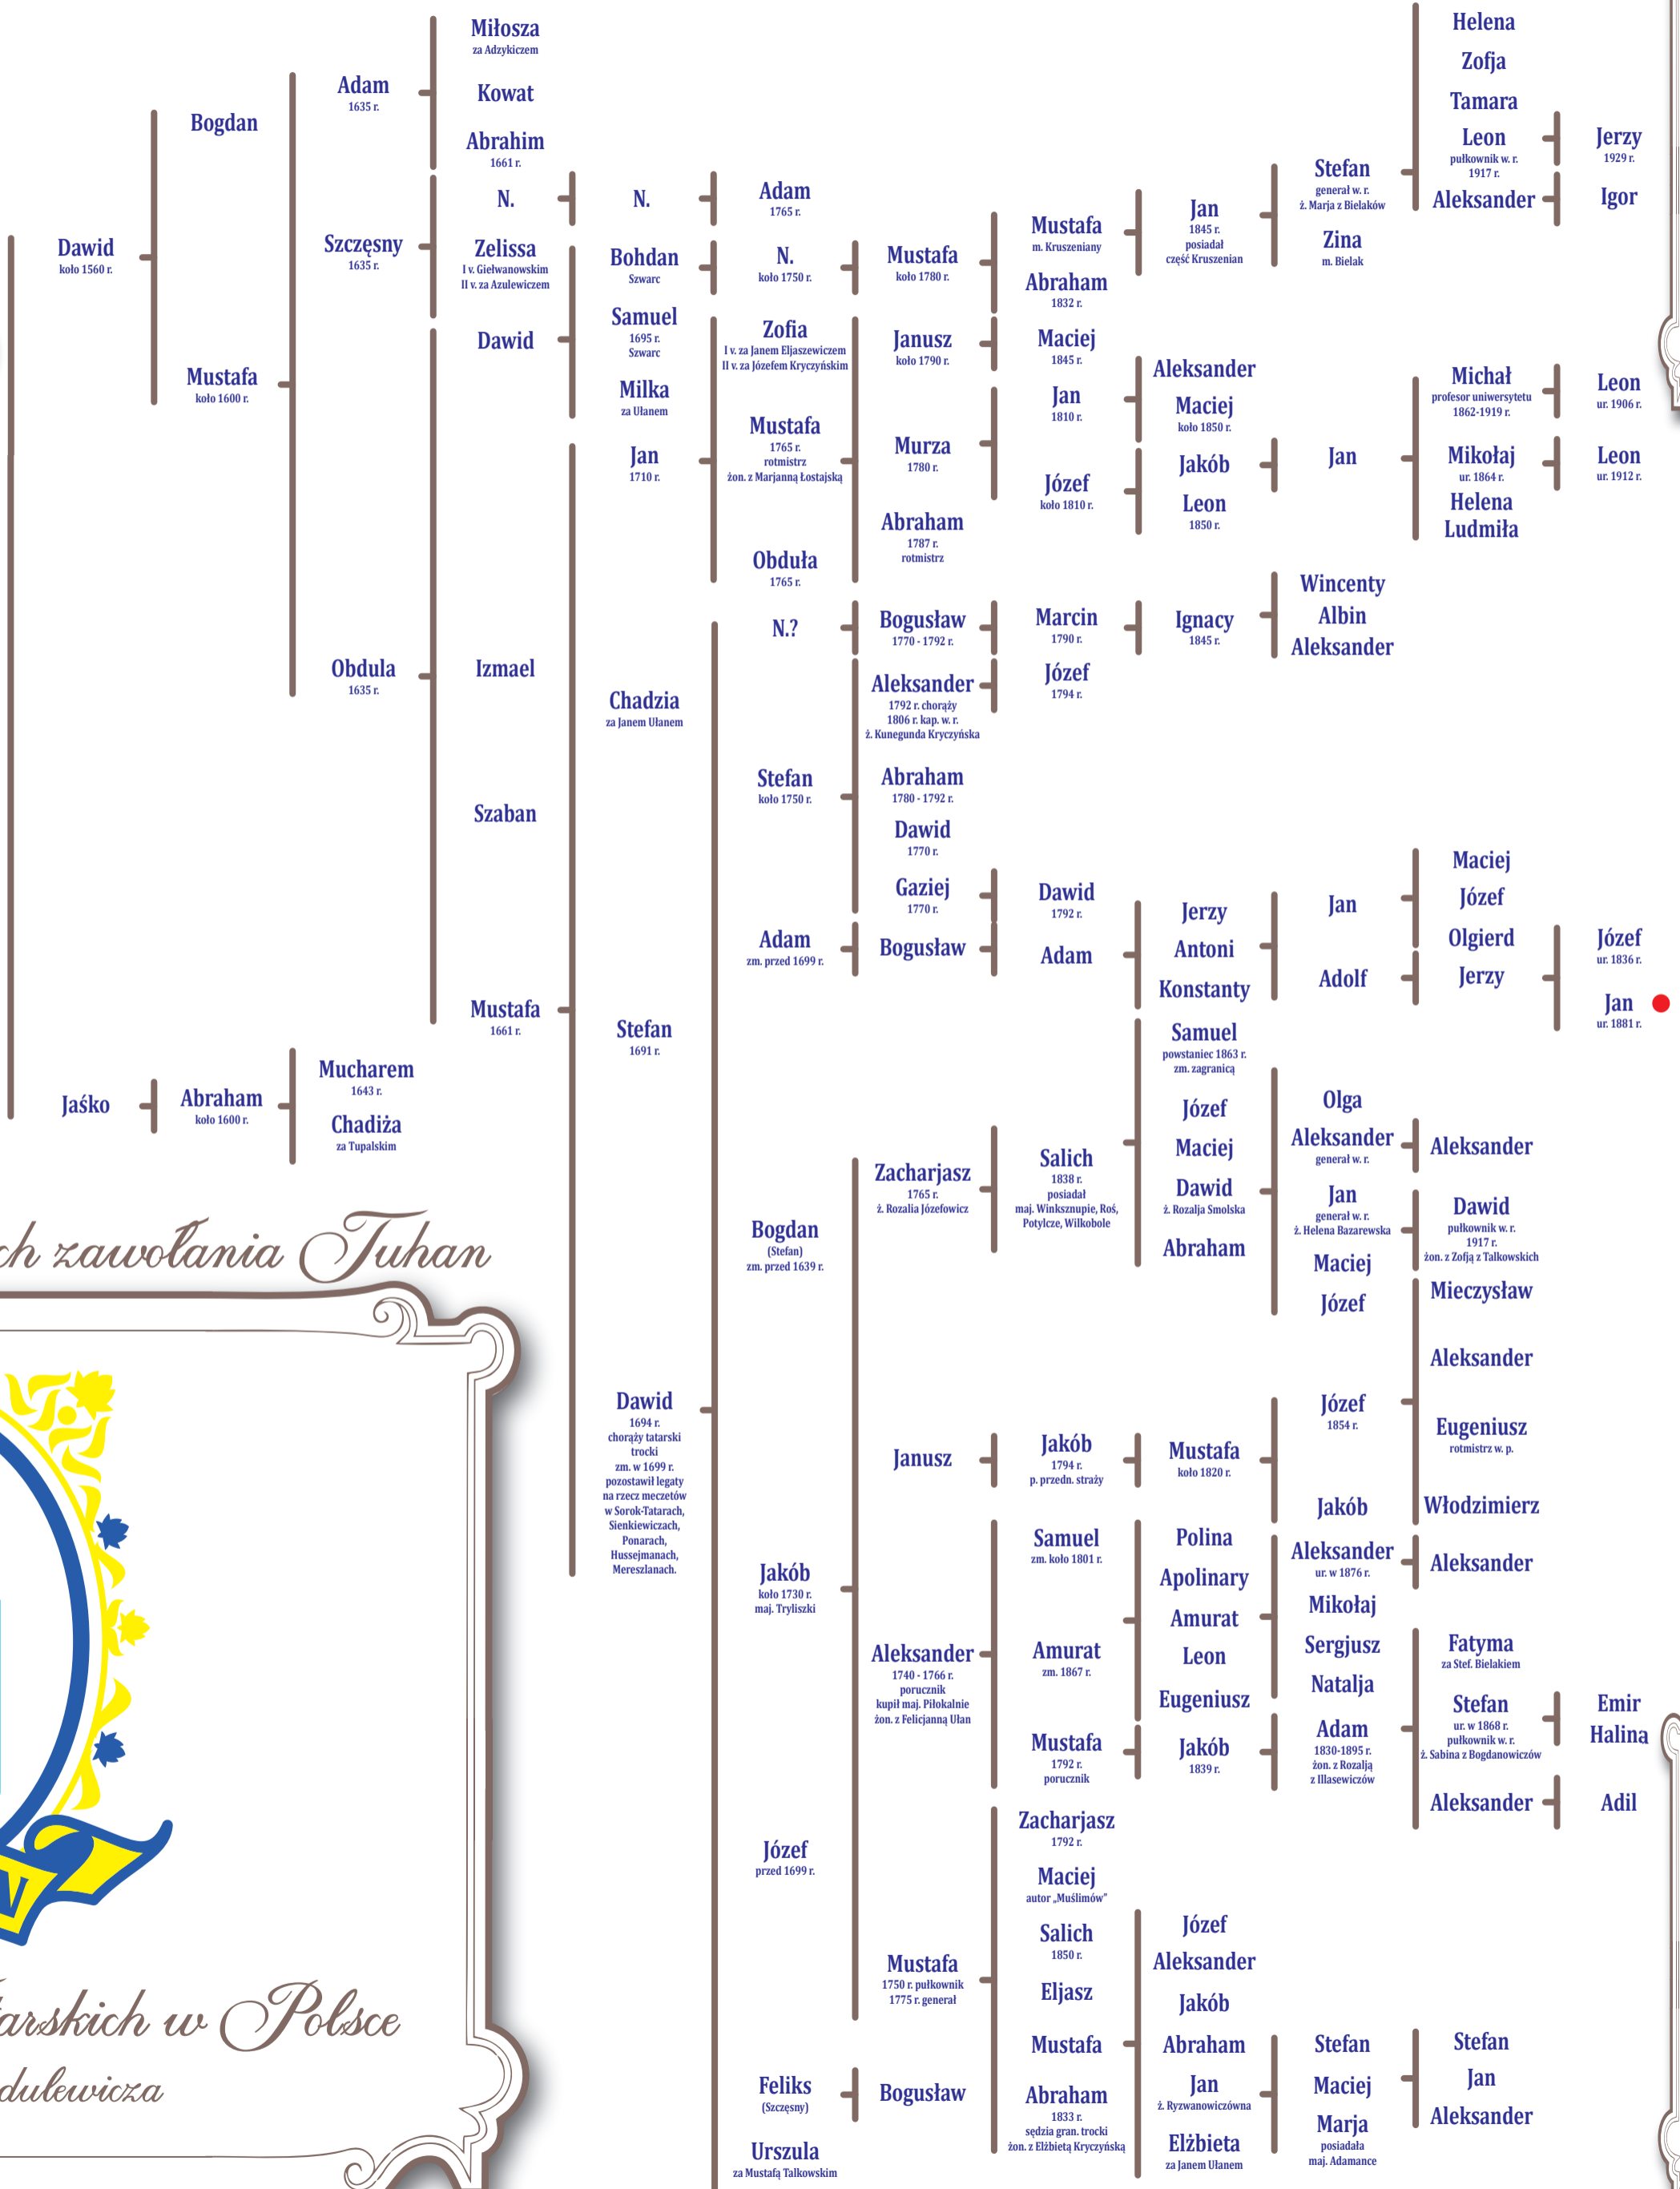 Dawid
koło 1560 r.
Jaśko
Bogdan
Mustafa
koło 1600 r.
Abraham
koło 1600 r.
Adam
1635 r.
Szczęsny
1635 r.
Obdula
1635 r.
Mucharem
1643 r.
Chadiża
za Tupalskim
Miłosza
za Adzykiczem
Kowat
Abrahim
1661 r.
N.
Zelissa
I v. Giełwanowskim
II v. za Azulewiczem
Dawid
Izmael
Szaban
Mustafa
1661 r.
N.
Bohdan
Szwarc
Samuel
1695 r.
Szwarc
Milka
za Ułanem
Jan
1710 r.
Chadzia
za Janem Ułanem
Stefan
1691 r.
Dawid
1694 r.
chorąży tatarski
trocki
zm. w 1699 r.
pozostawił legaty
na rzecz meczetów
w Sorok-Tatarach,
Sienkiewiczach,
Ponarach,
Hussejmanach,
Mereszlanach.
Adam
1765 r.
N.
koło 1750 r.
Zofia
I v. za Janem Eljaszewiczem
II v. za Józefem Kryczyńskim
Mustafa
1765 r.
rotmistrz
żon. z Marjanną Łostajską
Obduła
1765 r.
N.?
Stefan
koło 1750 r.
Adam
zm. przed 1699 r.
Bogdan
(Stefan)
zm. przed 1639 r.
Jakób
koło 1730 r.
maj. Tryliszki
Józef
przed 1699 r.
Feliks
(Szczęsny)
Urszula
za Mustafą Talkowskim
Mustafa
koło 1780 r.
Janusz
koło 1790 r.
Murza
1780 r.
Abraham
1787 r.
rotmistrz
Bogusław
1770 - 1792 r.
Aleksander
1792 r. chorąży
1806 r. kap. w. r.
ż. Kunegunda Kryczyńska
Abraham
1780 - 1792 r.
Dawid
1770 r.
Gaziej
1770 r.
Bogusław
Zacharjasz
1765 r.
ż. Rozalia Józefowicz
Janusz
Aleksander
1740 - 1766 r.
porucznik
kupił maj. Piłokalnie
żon. z Felicjanną Ułan
Mustafa
1750 r. pułkownik
1775 r. generał
Bogusław
Mustafa
m. Kruszeniany
Abraham
1832 r.
Maciej
1845 r.
Jan
1810 r.
Józef
koło 1810 r.
Marcin
1790 r.
Józef
1794 r.
Dawid
1792 r.
Adam
Salich
1838 r.
posiadał
maj. Winksznupie, Roś,
Potylcze, Wilkobole
Jakób
1794 r.
p. przedn. straży
Samuel
zm. koło 1801 r.
Amurat
zm. 1867 r.
Mustafa
1792 r.
porucznik
Zacharjasz
1792 r.
Maciej
autor „Muślimów”
Salich
1850 r.
Eljasz
Mustafa
Abraham
1833 r.
sędzia gran. trocki
żon. z Elżbietą Kryczyńską
Jan
1845 r.
posiadał
część Kruszenian
Aleksander
Maciej
koło 1850 r.
Jakób
Leon
1850 r.
Ignacy
1845 r.
Jerzy
Antoni
Konstanty
Samuel
powstaniec 1863 r.
zm. zagranicą
Józef
Maciej
Dawid
ż. Rozalja Smolska
Abraham
Mustafa
koło 1820 r.
Polina
Apolinary
Amurat
Leon
Eugeniusz
Jakób
1839 r.
Józef
Aleksander
Jakób
Abraham
Jan
ż. Ryzwanowiczówna
Elżbieta
za Janem Ułanem
Stefan
generał w. r.
ż. Marja z Bielaków
Zina
m. Bielak
Jan
Wincenty
Albin
Aleksander
Jan
Adolf
Olga
Aleksander
generał w. r.
Jan
generał w. r.
ż. Helena Bazarewska
Maciej
Józef
Józef
1854 r.
Jakób
Aleksander
ur. w 1876 r.
Mikołaj
Sergjusz
Natalja
Adam
1830-1895 r.
żon. z Rozalją
z Illasewiczów
Stefan
Maciej
Marja
posiadała
maj. Adamance
Helena
Zofja
Tamara
Leon
pułkownik w. r.
1917 r.
Aleksander
Michał
profesor uniwersytetu
1862-1919 r.
Mikołaj
ur. 1864 r.
Helena
Ludmiła
Maciej
Józef
Olgierd
Jerzy
Aleksander
Dawid
pułkownik w. r.
1917 r.
żon. z Zofją z Talkowskich
Mieczysław
Aleksander
Eugeniusz
rotmistrz w. p.
Włodzimierz
Aleksander
Fatyma
za Stef. Bielakiem
Stefan
ur. w 1868 r.
pułkownik w. r.
ż. Sabina z Bogdanowiczów
Aleksander
Stefan
Jan
Aleksander
Jerzy
1929 r.
Igor
Leon
ur. 1906 r.
Leon
ur. 1912 r.
Józef
ur. 1836 r.
Jan
ur. 1881 r.
Emir
Halina
Adil
ch zawołania Tuhan
tarskich w Polsce
dulewicza